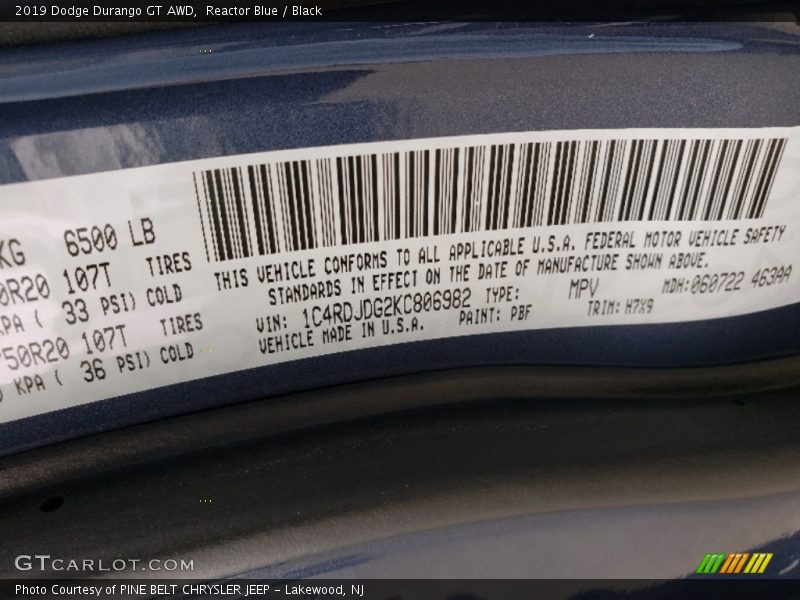 2019 Dodge Durango GT AWD, Reactor Blue / Black
KG 6500 LB
0R20 107T TIRES
KPA ( 33 PSI) COLD
50R20 107T TIRES
KPA ( 36 PSI) COLD
THIS VEHICLE CONFORMS TO ALL APPLICABLE U.S.A. FEDERAL MOTOR VEHICLE SAFETY
STANDARDS IN EFFECT ON THE DATE OF MANUFACTURE SHOWN ABOVE.
VIN: 1C4RDJDG2KC806982 TYPE: MPV MDH: 060722 463AA
VEHICLE MADE IN U.S.A. PAINT: PBF TRIM: H7X9
GTCARLOT.COM
Photo Courtesy of PINE BELT CHRYSLER JEEP - Lakewood, NJ